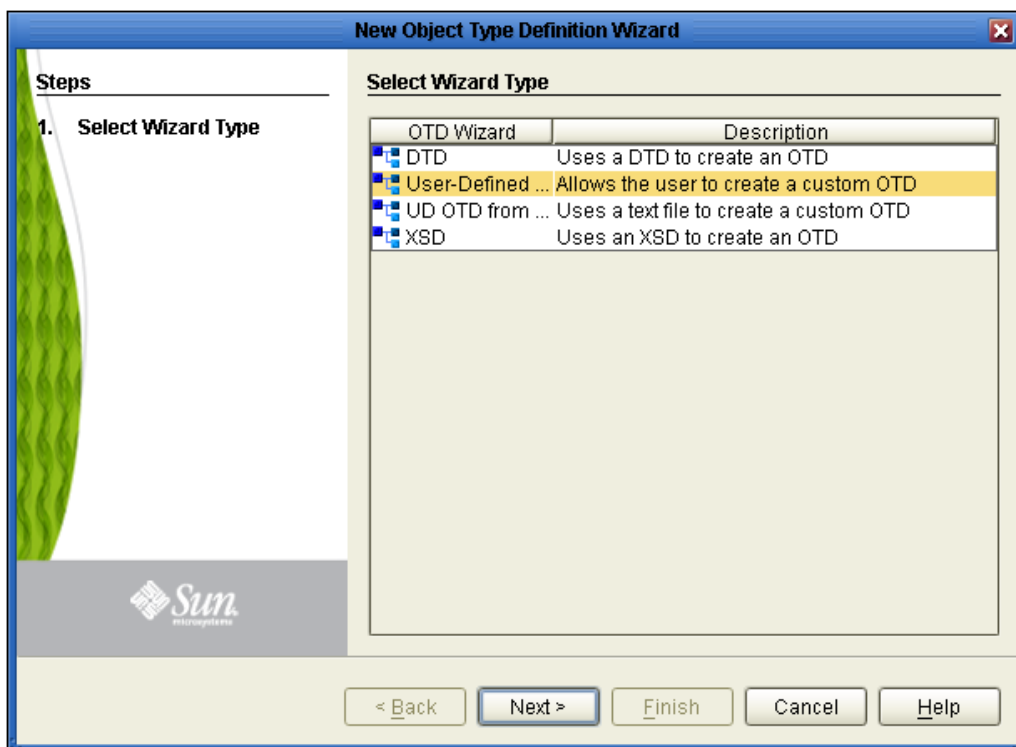 New Object Type Definition Wizard
Steps
1. Select Wizard Type
Select Wizard Type
OTD Wizard Description
DTD Uses a DTD to create an OTD
User-Defined ... Allows the user to create a custom OTD
UD OTD from ... Uses a text file to create a custom OTD
XSD Uses an XSD to create an OTD
Sun
microsystems
< Back Next > Finish Cancel Help